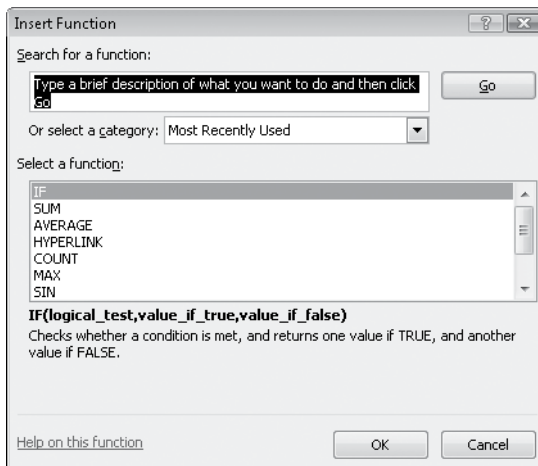 Insert Function
Search for a function:
Type a brief description of what you want to do and then click
Go
Go
Or select a category: Most Recently Used
Select a function:
IF
SUM
AVERAGE
HYPERLINK
COUNT
MAX
SIN
IF(logical_test,value_if_true,value_if_false)
Checks whether a condition is met, and returns one value if TRUE, and another
value if FALSE.
Help on this function
OK
Cancel